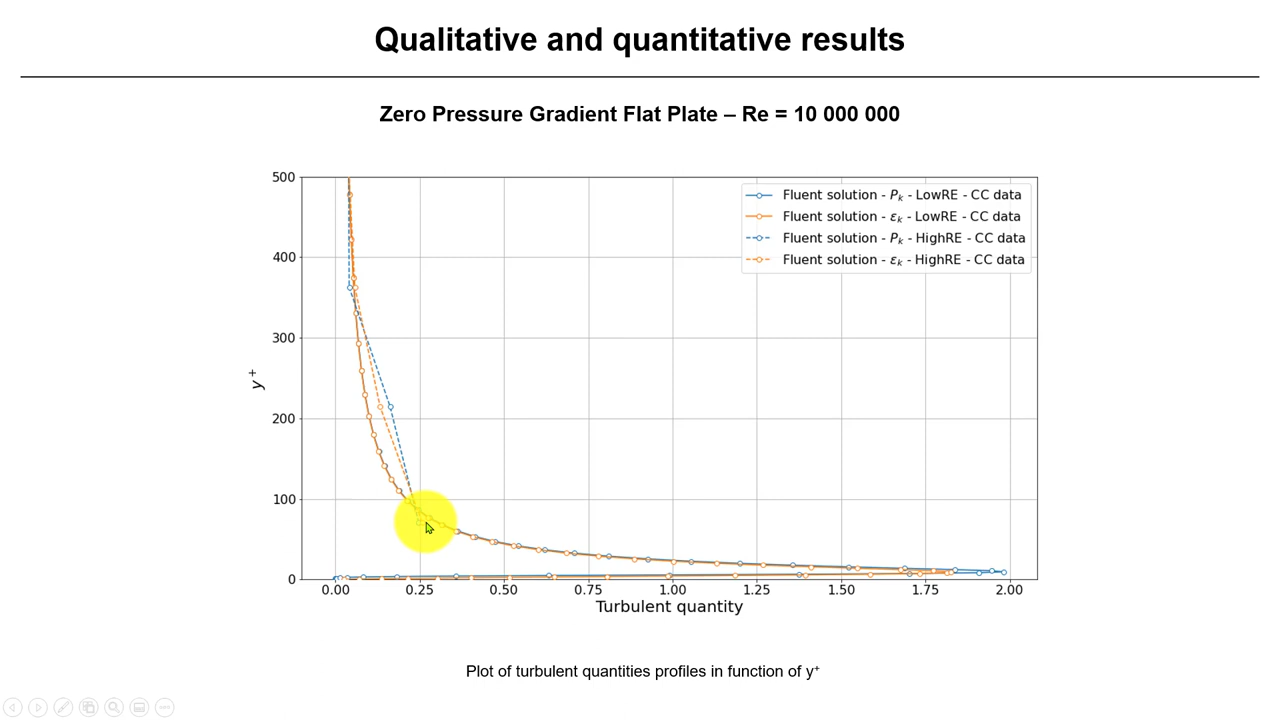 Qualitative and quantitative results
Zero Pressure Gradient Flat Plate – Re = 10 000 000
500
400
300
200
100
0
y⁺
Fluent solution - Pₖ - LowRE - CC data
Fluent solution - εₖ - LowRE - CC data
Fluent solution - Pₖ - HighRE - CC data
Fluent solution - εₖ - HighRE - CC data
0.00 0.25 0.50 0.75 1.00 1.25 1.50 1.75 2.00
Turbulent quantity
Plot of turbulent quantities profiles in function of y⁺